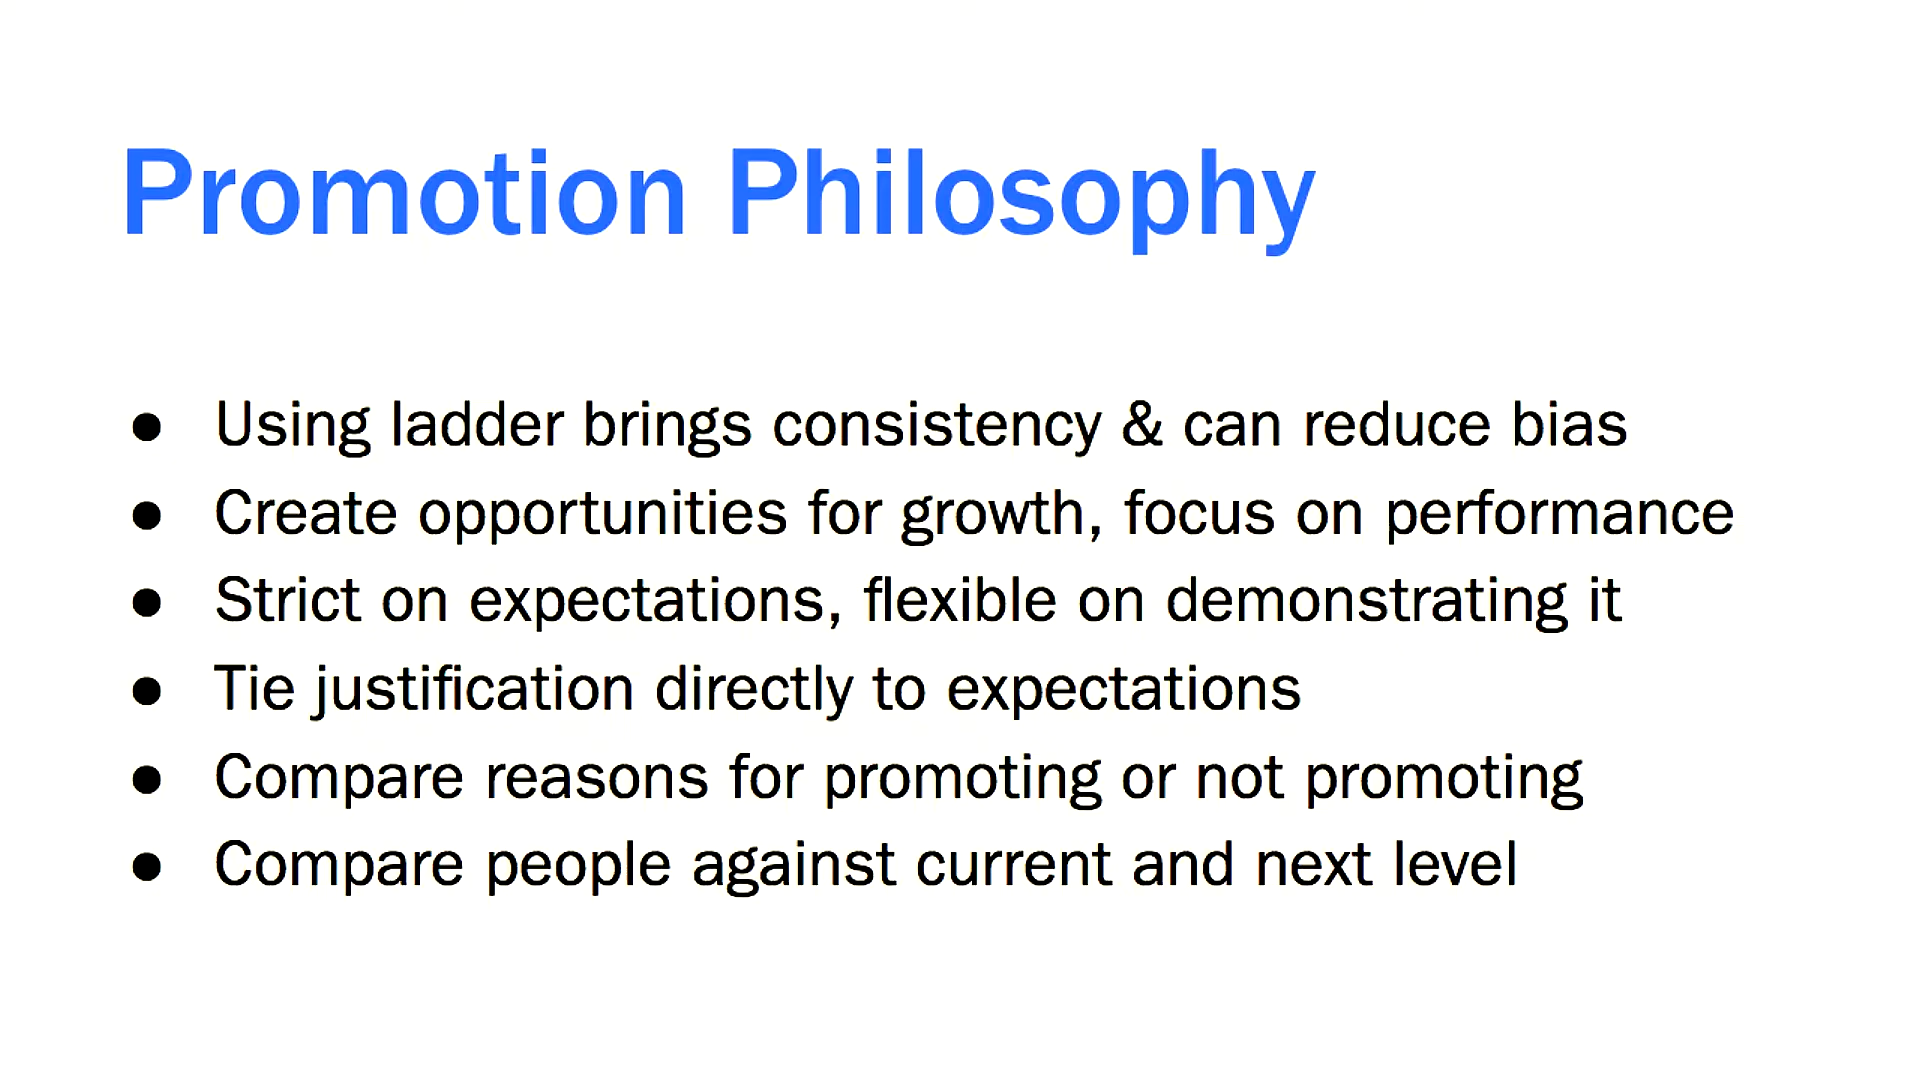 Promotion Philosophy
● Using ladder brings consistency & can reduce bias
● Create opportunities for growth, focus on performance
● Strict on expectations, flexible on demonstrating it
● Tie justification directly to expectations
● Compare reasons for promoting or not promoting
● Compare people against current and next level